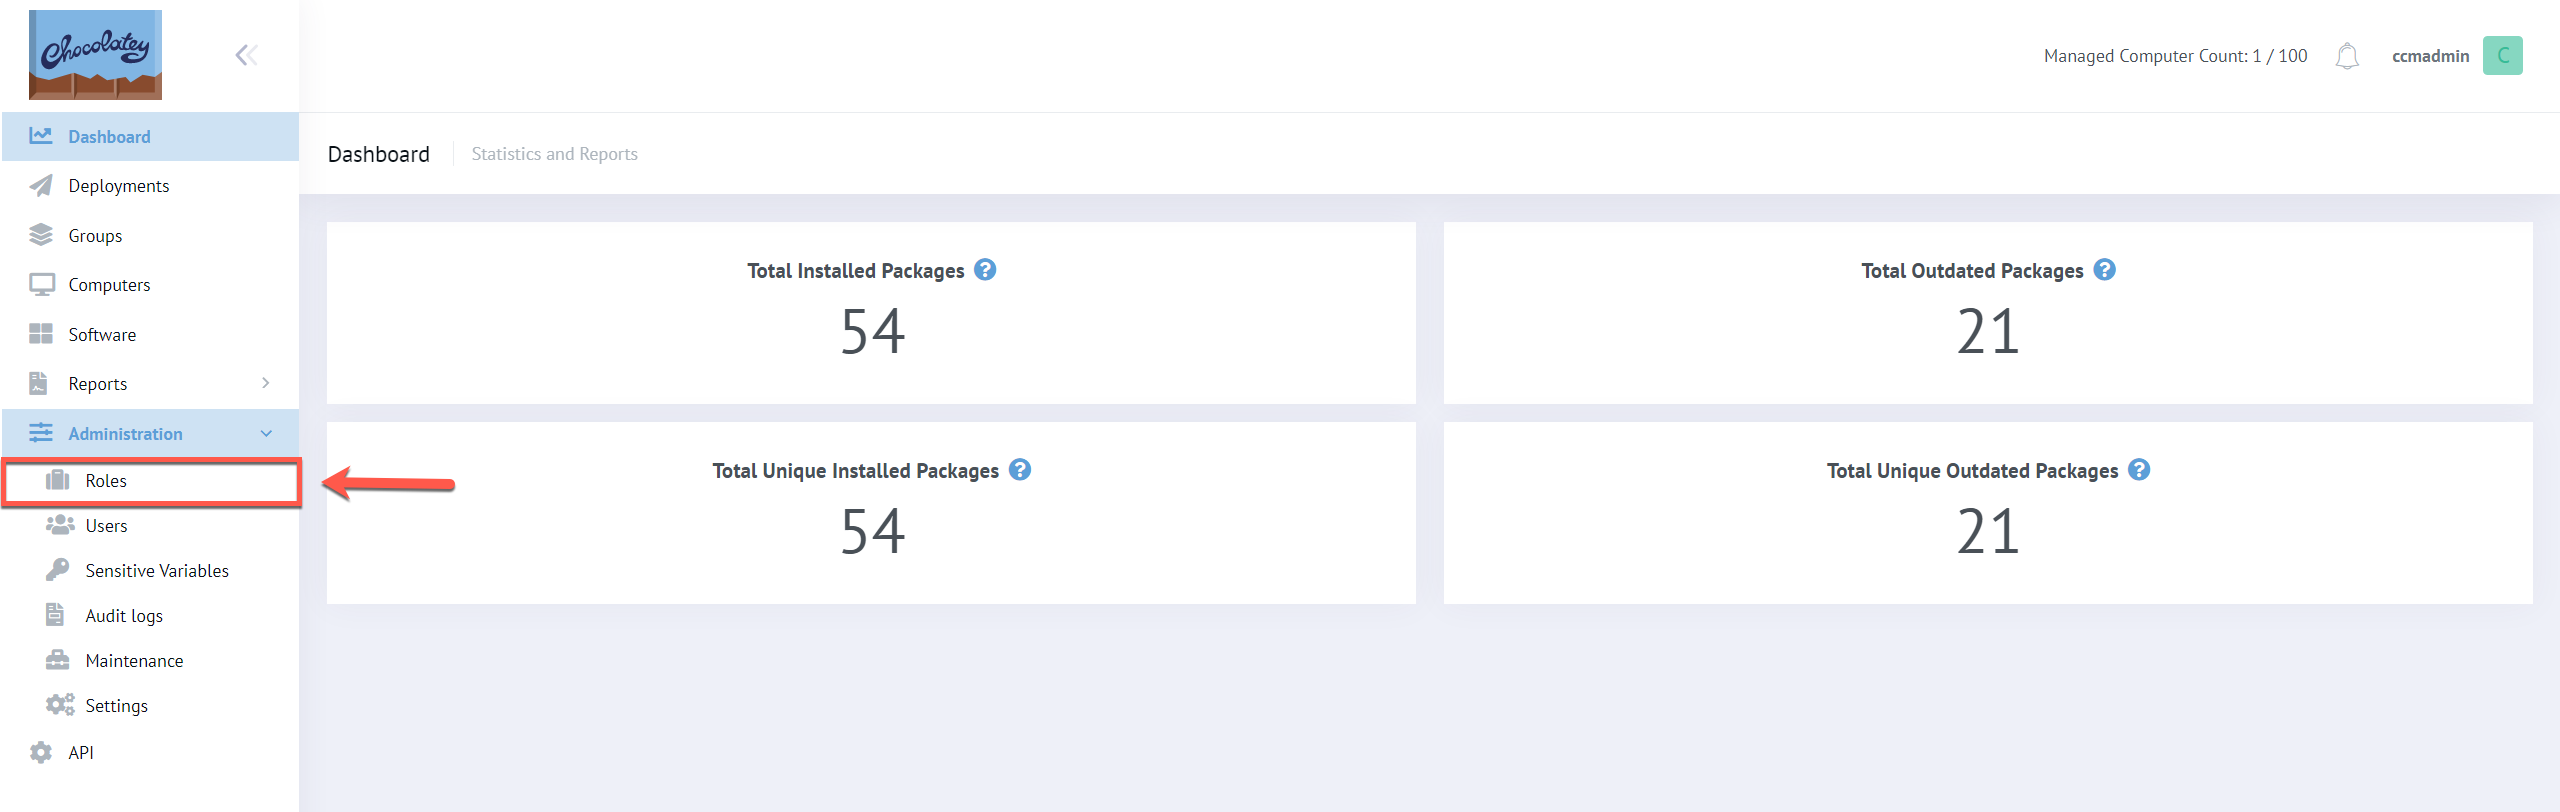 Chocolatey
Managed Computer Count: 1 / 100
ccmadmin
C
Dashboard
Deployments
Groups
Computers
Software
Reports
Administration
Roles
Users
Sensitive Variables
Audit logs
Maintenance
Settings
API
Dashboard
Statistics and Reports
Total Installed Packages ?
54
Total Outdated Packages ?
21
Total Unique Installed Packages ?
54
Total Unique Outdated Packages ?
21